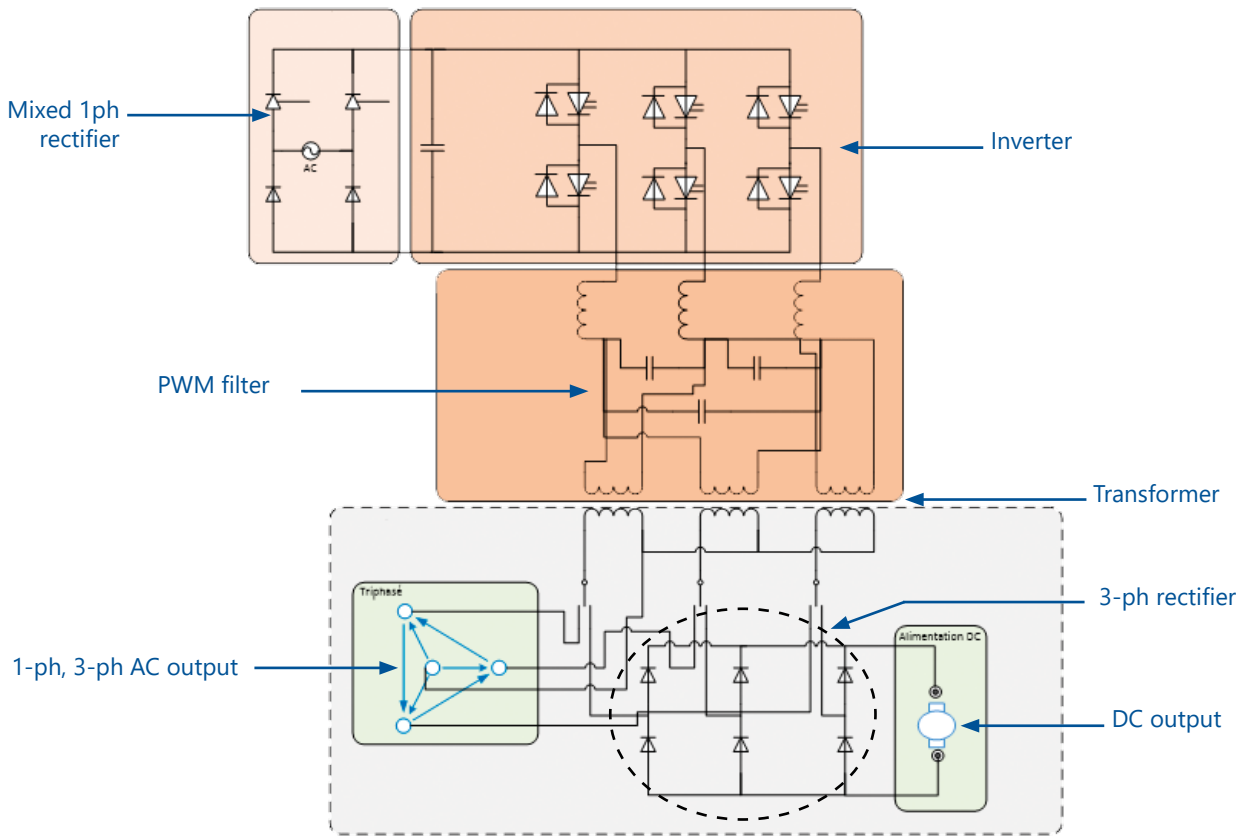 Mixed 1ph
rectifier
AC
Inverter
PWM filter
Transformer
Triphasé
3-ph rectifier
Alimentation DC
1-ph, 3-ph AC output
DC output